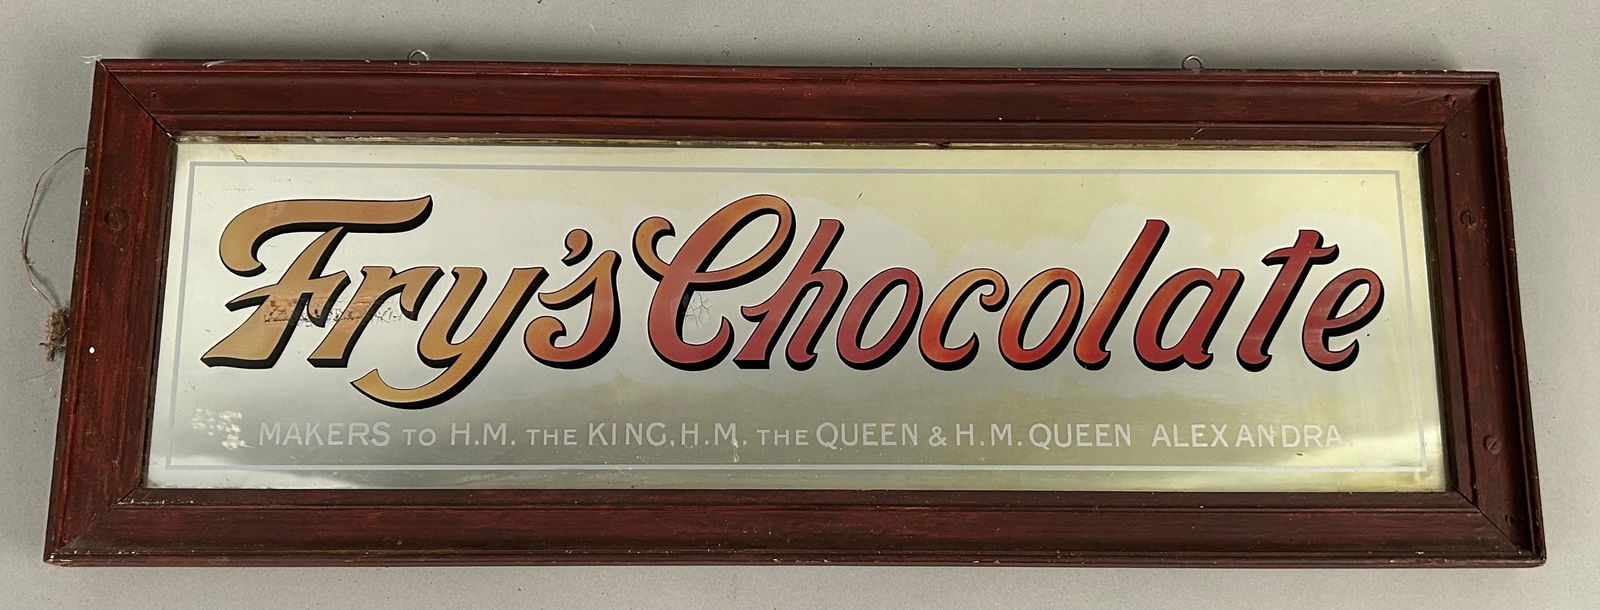 Fry's Chocolate
MAKERS TO H.M. THE KING, H.M. THE QUEEN & H.M. QUEEN ALEXANDRA.